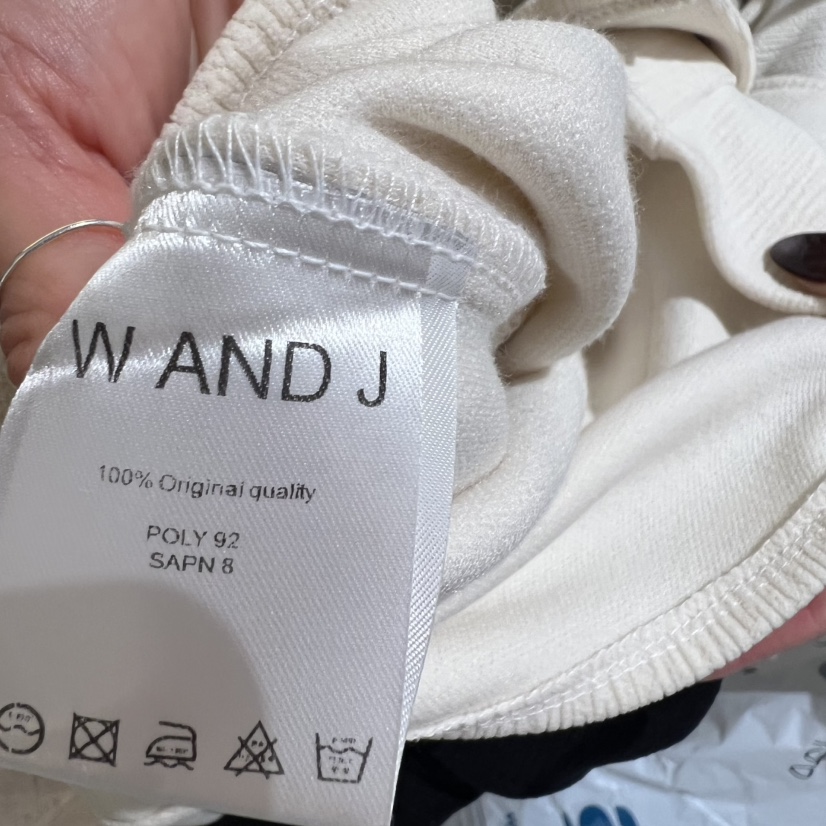 W AND J
100% Original quality
POLY 92
SAPN 8